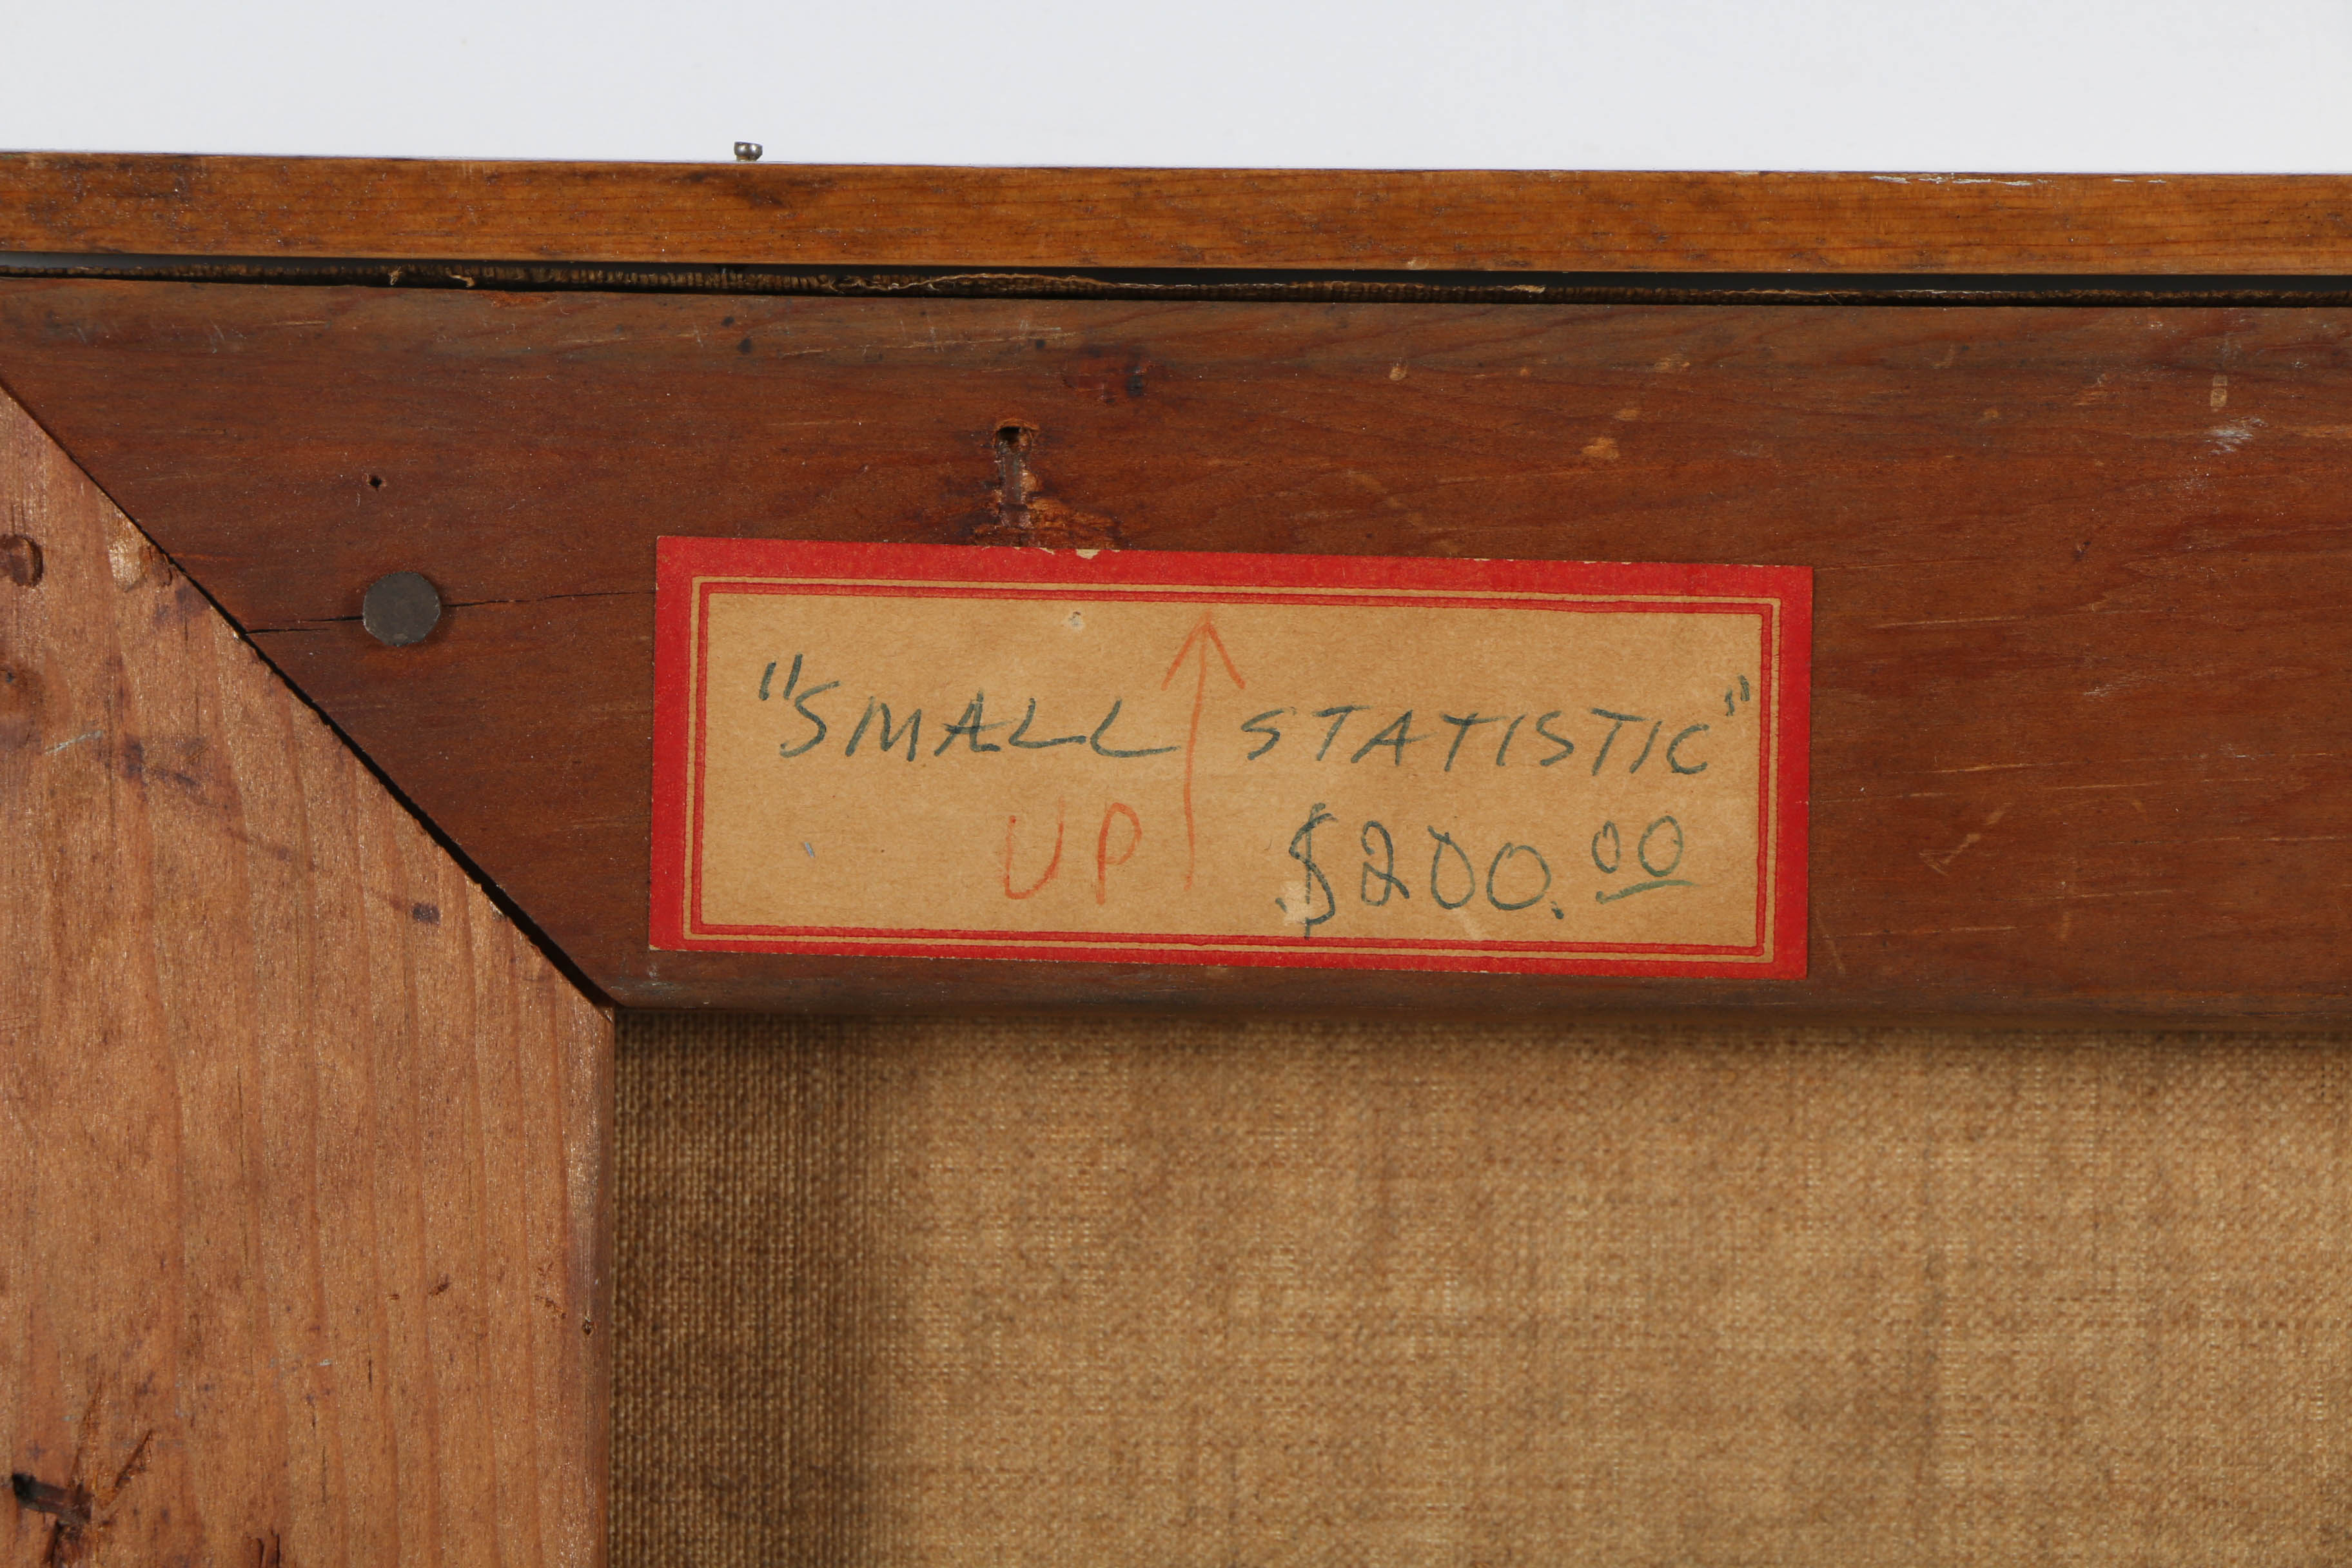 "SMALL STATISTIC"
UP $200.00